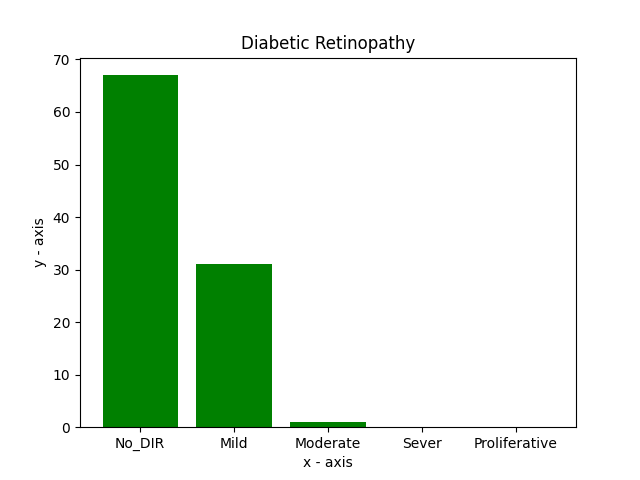 Diabetic Retinopathy
70
60
50
40
30
20
10
0
y - axis
No_DIR Mild Moderate Sever Proliferative
x - axis